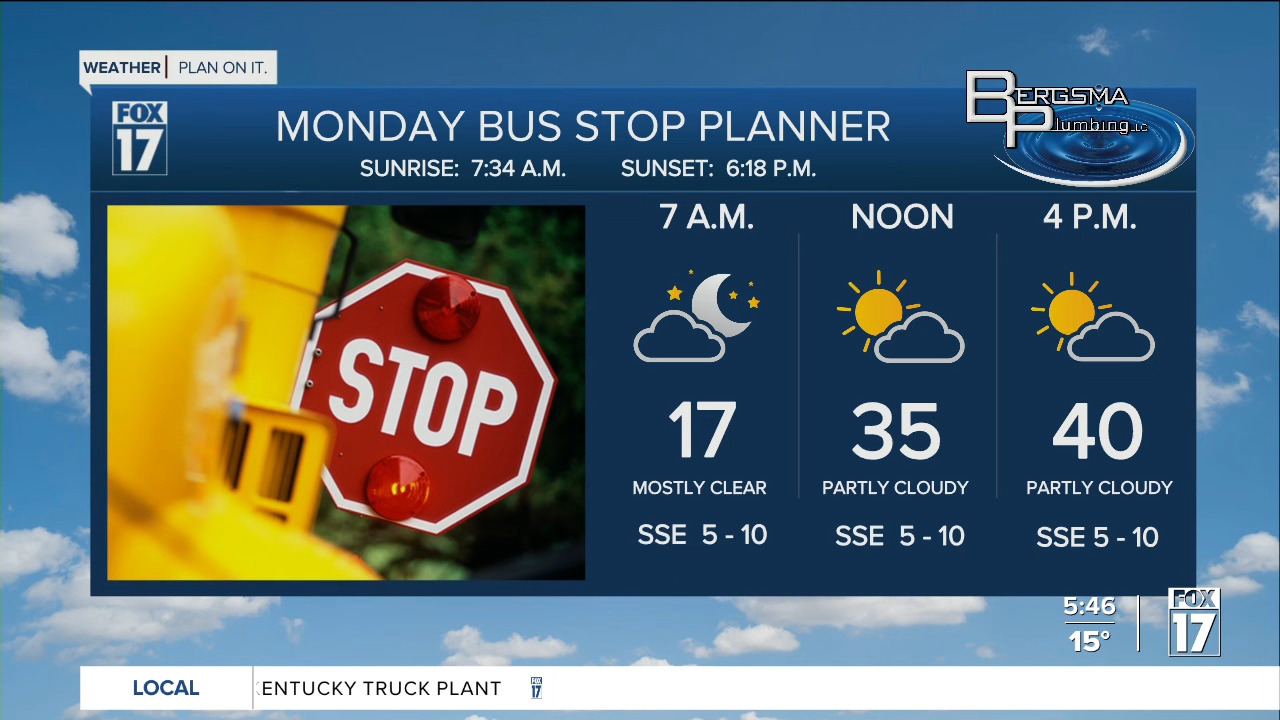 WEATHER PLAN ON IT.
FOX
17
MONDAY BUS STOP PLANNER
SUNRISE: 7:34 A.M. SUNSET: 6:18 P.M.
BERGSMA
Plumbing LLC
STOP
7 A.M. NOON 4 P.M.
17 35 40
MOSTLY CLEAR PARTLY CLOUDY PARTLY CLOUDY
SSE 5 - 10 SSE 5 - 10 SSE 5 - 10
5:46
15°
FOX
17
LOCAL ENTUCKY TRUCK PLANT FOX 17